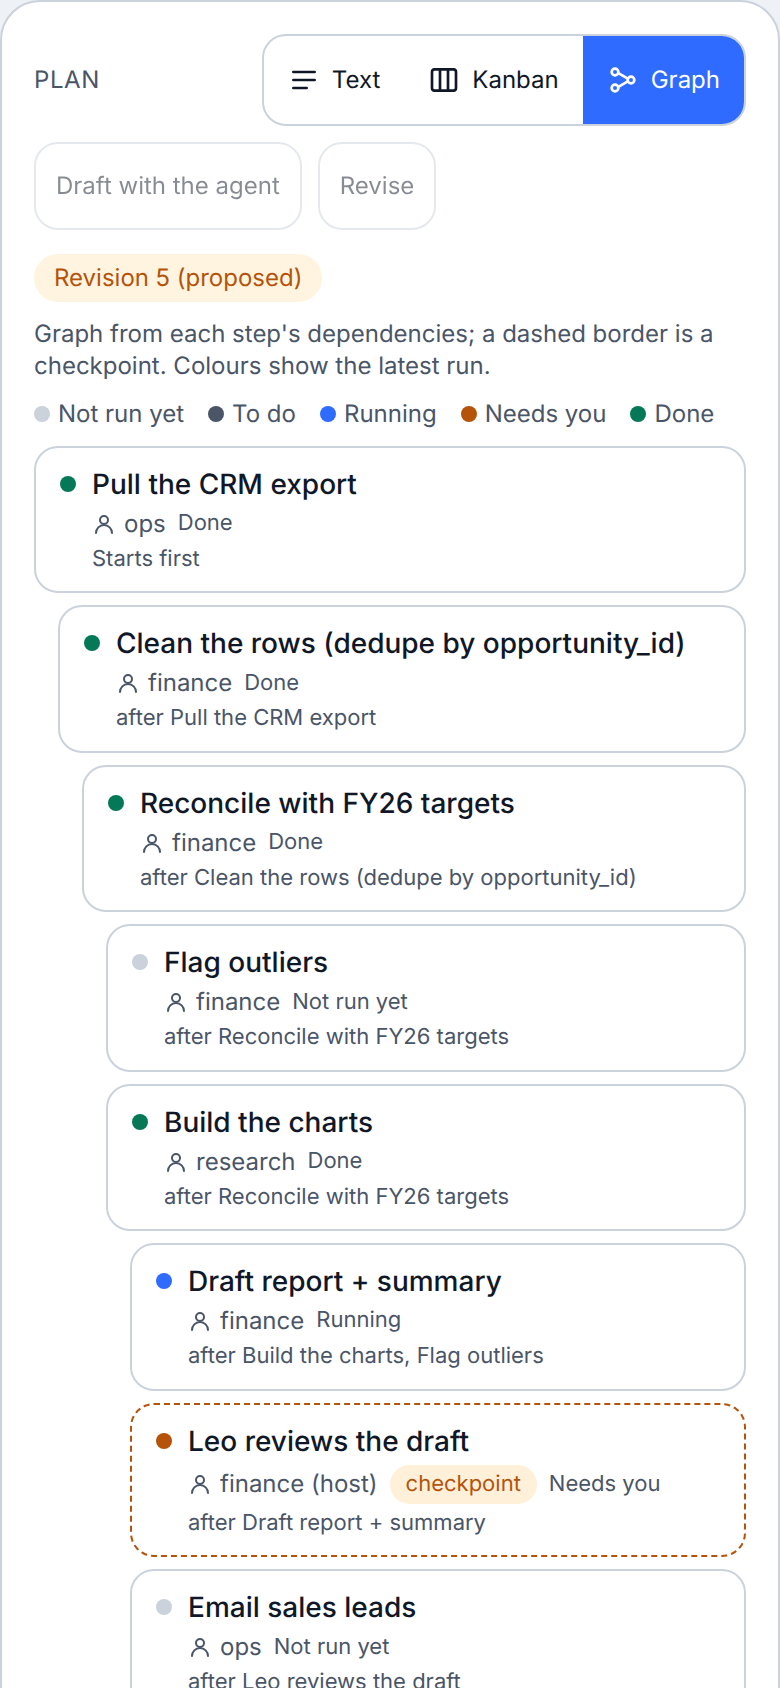 PLAN
Text
Kanban
Graph
Draft with the agent
Revise
Revision 5 (proposed)
Graph from each step's dependencies; a dashed border is a
checkpoint. Colours show the latest run.
Not run yet
To do
Running
Needs you
Done
Pull the CRM export
ops Done
Starts first
Clean the rows (dedupe by opportunity_id)
finance Done
after Pull the CRM export
Reconcile with FY26 targets
finance Done
after Clean the rows (dedupe by opportunity_id)
Flag outliers
finance Not run yet
after Reconcile with FY26 targets
Build the charts
research Done
after Reconcile with FY26 targets
Draft report + summary
finance Running
after Build the charts, Flag outliers
Leo reviews the draft
finance (host) checkpoint Needs you
after Draft report + summary
Email sales leads
ops Not run yet
after Leo reviews the draft